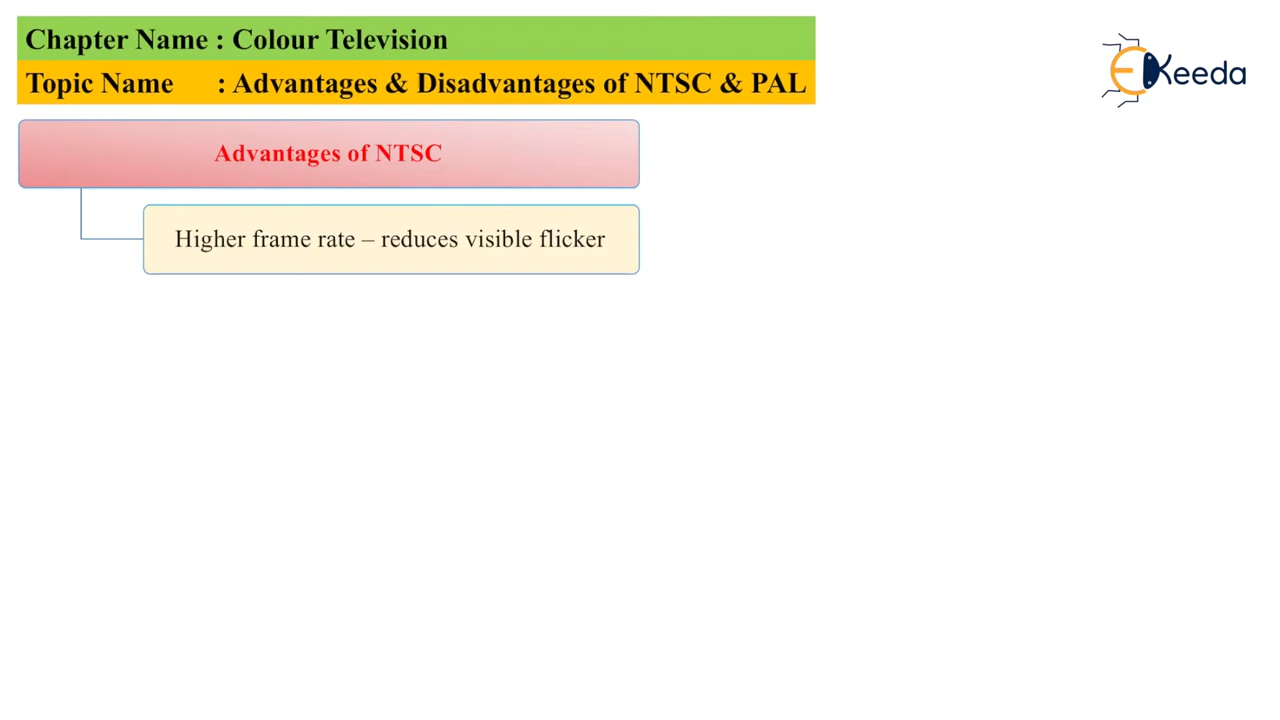 Chapter Name : Colour Television
Topic Name : Advantages & Disadvantages of NTSC & PAL
EKeeda
Advantages of NTSC
Higher frame rate – reduces visible flicker